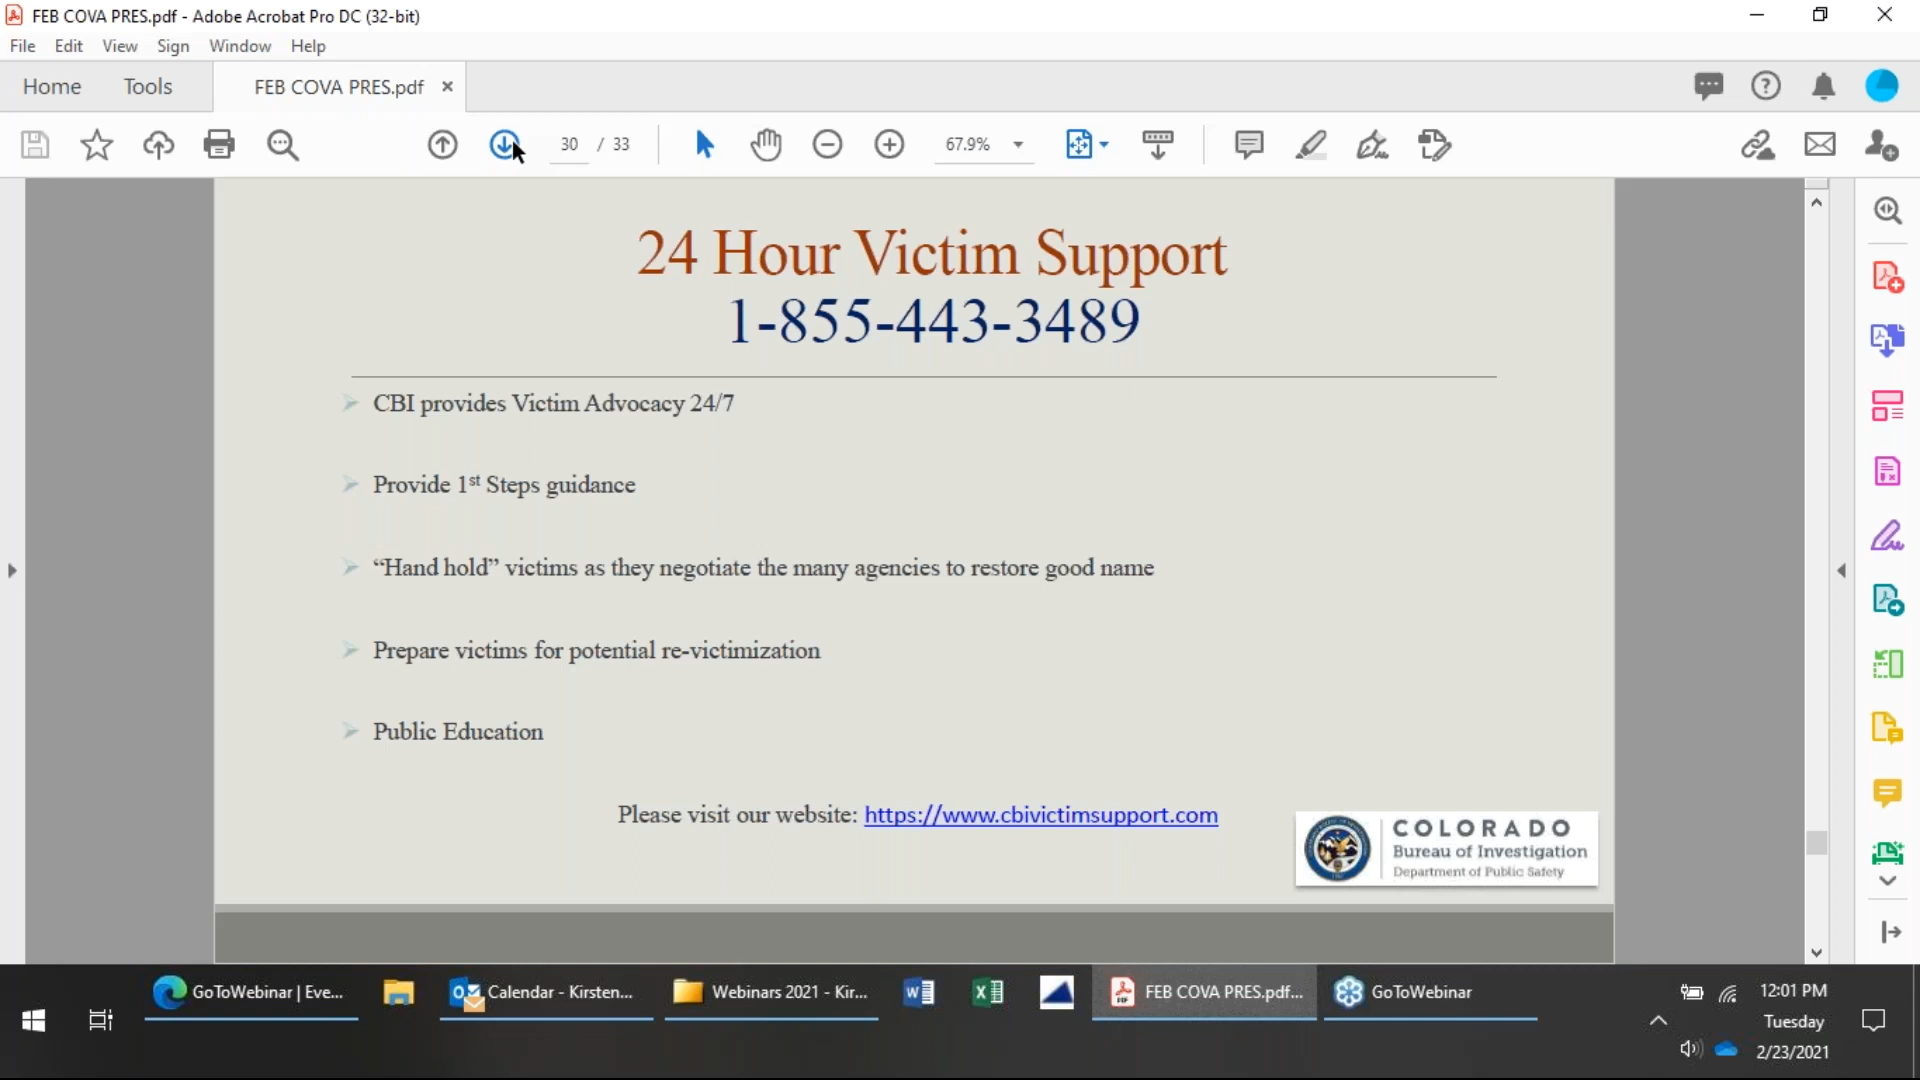 FEB COVA PRES.pdf - Adobe Acrobat Pro DC (32-bit)
File Edit View Sign Window Help
Home Tools FEB COVA PRES.pdf ×
30 / 33 67.9%
24 Hour Victim Support
1-855-443-3489
CBI provides Victim Advocacy 24/7
Provide 1st Steps guidance
“Hand hold” victims as they negotiate the many agencies to restore good name
Prepare victims for potential re-victimization
Public Education
Please visit our website: https://www.cbivictimsupport.com
COLORADO
Bureau of Investigation
Department of Public Safety
GoToWebinar | Eve... Calendar - Kirsten... Webinars 2021 - Kir... FEB COVA PRES.pdf... GoToWebinar
12:01 PM
Tuesday
2/23/2021